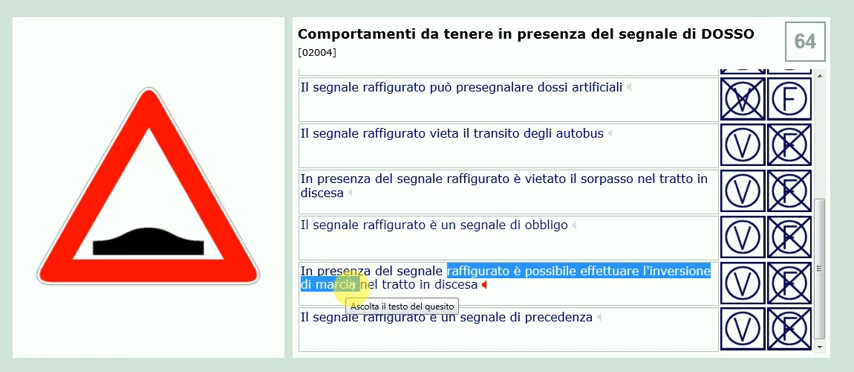 Comportamenti da tenere in presenza del segnale di DOSSO
64
[02004]
Il segnale raffigurato può presegnalare dossi artificiali
V F
Il segnale raffigurato vieta il transito degli autobus
V F
In presenza del segnale raffigurato è vietato il sorpasso nel tratto in
discesa
V F
Il segnale raffigurato è un segnale di obbligo
V F
In presenza del segnale raffigurato è possibile effettuare l'inversione
di marcia nel tratto in discesa
V F
Ascolta il testo del quesito
Il segnale raffigurato è un segnale di precedenza
V F